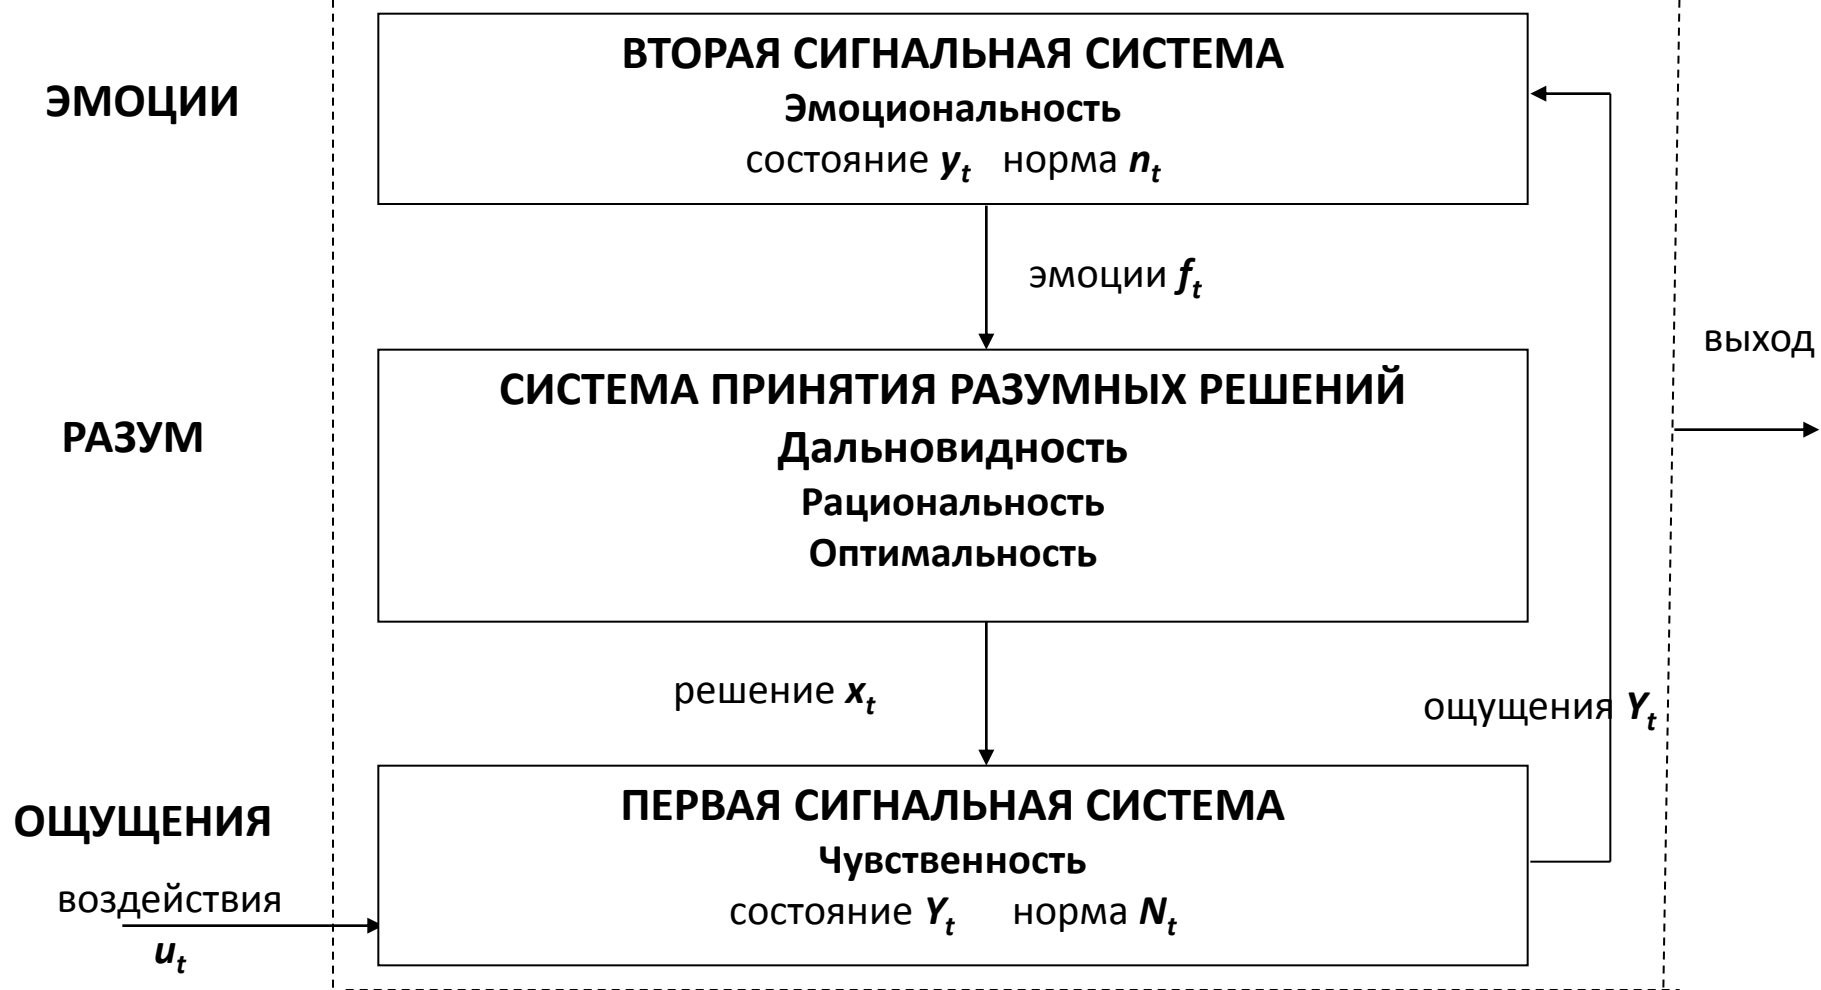 ВТОРАЯ СИГНАЛЬНАЯ СИСТЕМА
ЭМОЦИИ
Эмоциональность
состояние yt норма nt
эмоции ft
выход
СИСТЕМА ПРИНЯТИЯ РАЗУМНЫХ РЕШЕНИЙ
РАЗУМ
Дальновидность
Рациональность
Оптимальность
решение xt
ощущения Yt
ПЕРВАЯ СИГНАЛЬНАЯ СИСТЕМА
ОЩУЩЕНИЯ
Чувственность
воздействия
состояние Yt норма Nt
ut